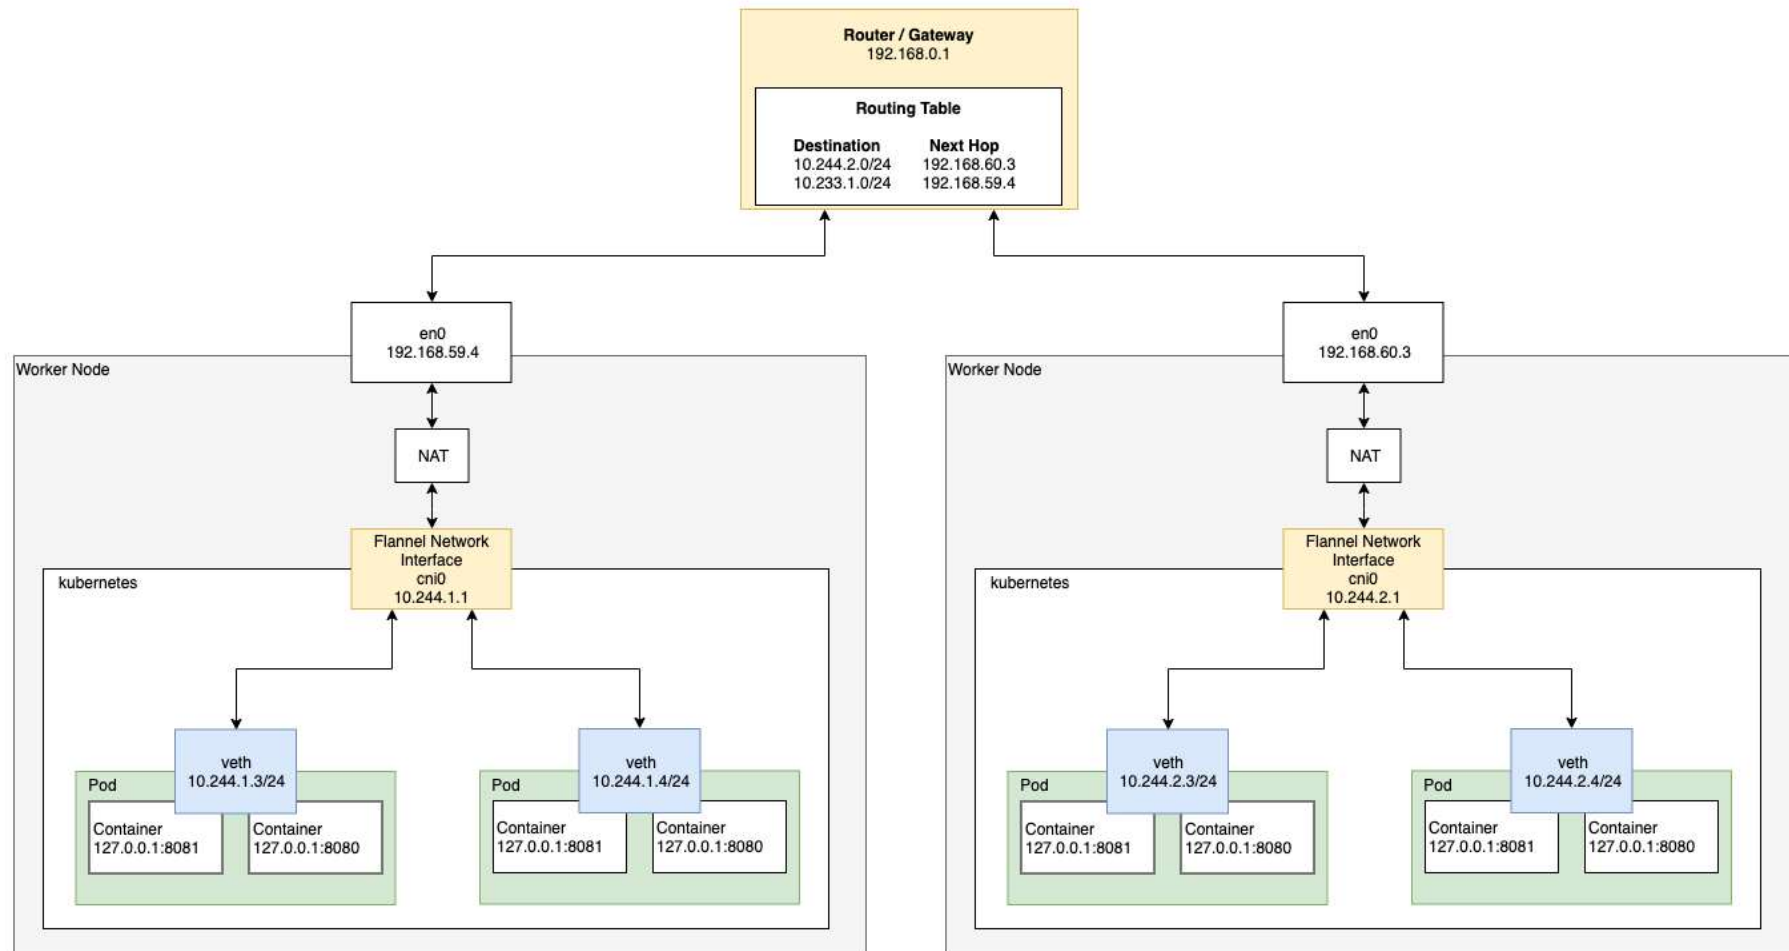 Router / Gateway
192.168.0.1
Routing Table
Destination Next Hop
10.244.2.0/24 192.168.60.3
10.233.1.0/24 192.168.59.4
en0
192.168.59.4
Worker Node
NAT
Flannel Network
Interface
cni0
10.244.1.1
kubernetes
veth
10.244.1.3/24
Pod
Container
127.0.0.1:8081
Container
127.0.0.1:8080
veth
10.244.1.4/24
Pod
Container
127.0.0.1:8081
Container
127.0.0.1:8080
en0
192.168.60.3
Worker Node
NAT
Flannel Network
Interface
cni0
10.244.2.1
kubernetes
veth
10.244.2.3/24
Pod
Container
127.0.0.1:8081
Container
127.0.0.1:8080
veth
10.244.2.4/24
Pod
Container
127.0.0.1:8081
Container
127.0.0.1:8080